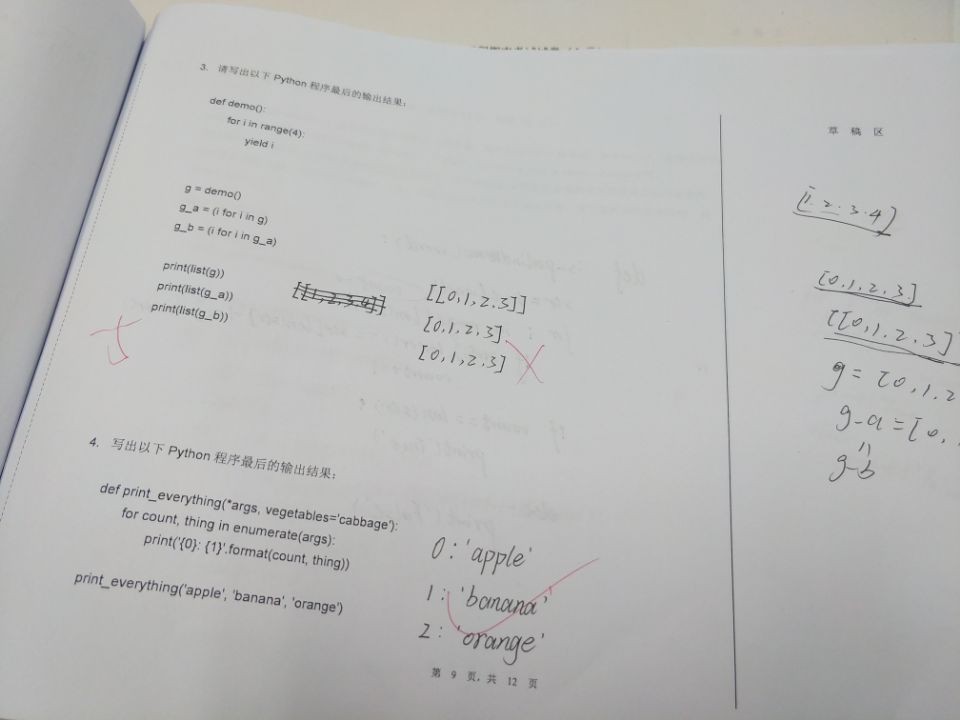 3. 请写出以下 Python 程序最后的输出结果：
def demo():
for i in range(4):
yield i
g = demo()
g_a = (i for i in g)
g_b = (i for i in g_a)
print(list(g))
print(list(g_a))
print(list(g_b))
[[0,1,2,3]]
[0,1,2,3]
[0,1,2,3]
4. 写出以下 Python 程序最后的输出结果：
def print_everything(*args, vegetables='cabbage'):
for count, thing in enumerate(args):
print('{0}: {1}'.format(count, thing))
print_everything('apple', 'banana', 'orange')
0:'apple'
1:'banana'
2:'orange'
第 9 页，共 12 页
草 稿 区
[1.2.3.4]
[0.1.2.3]
[[0,1.2.3]
g= [0.1.2
g-a=[0.
g-b